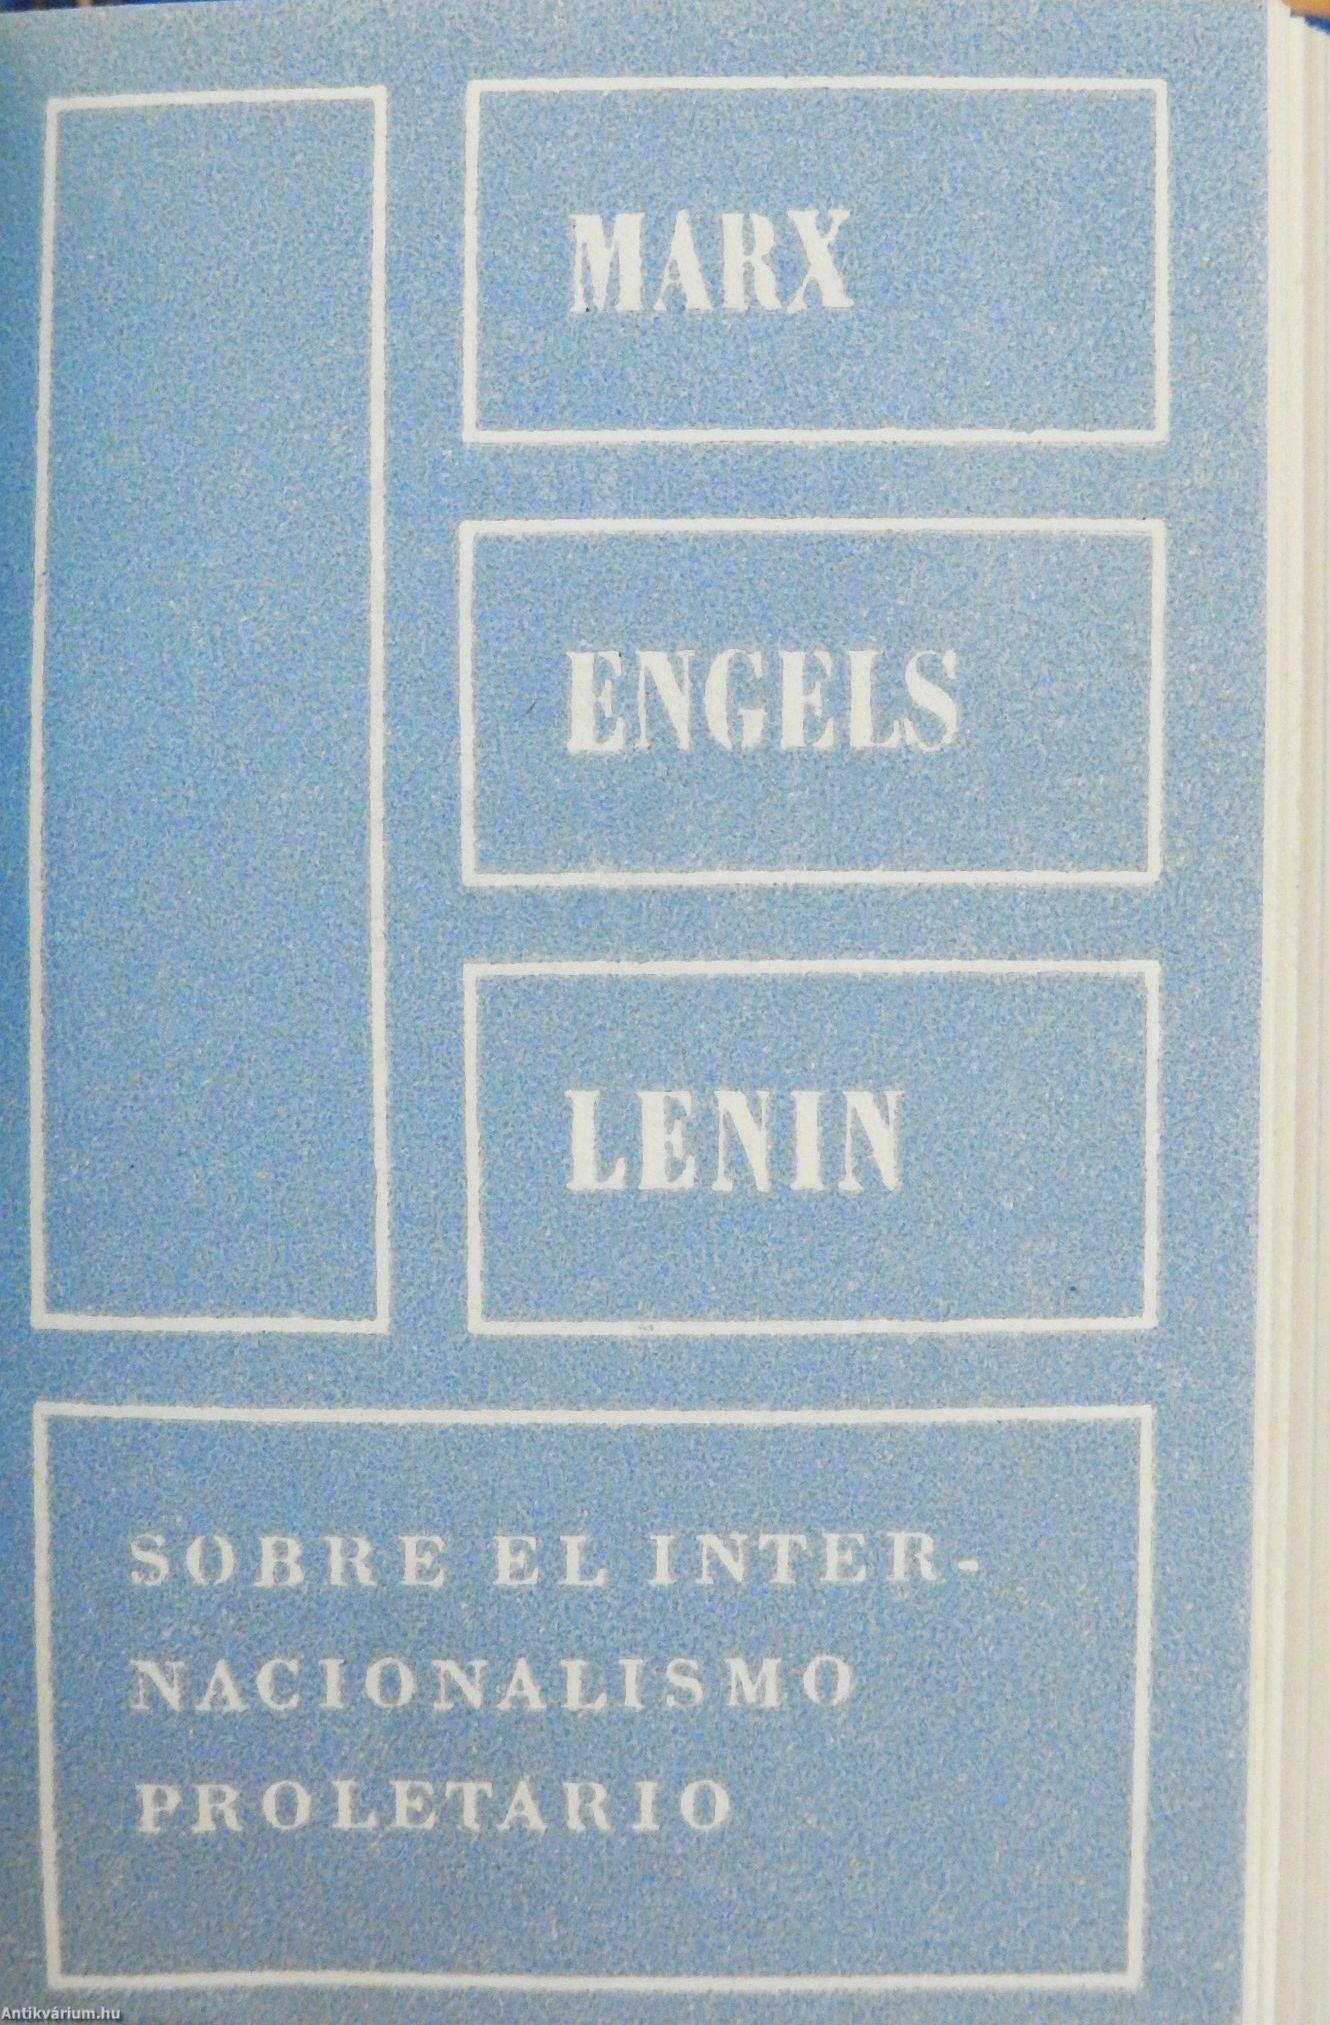 MARX
ENGELS
LENIN
SOBRE EL INTER-
NACIONALISMO
PROLETARIO
Antikvárium.hu